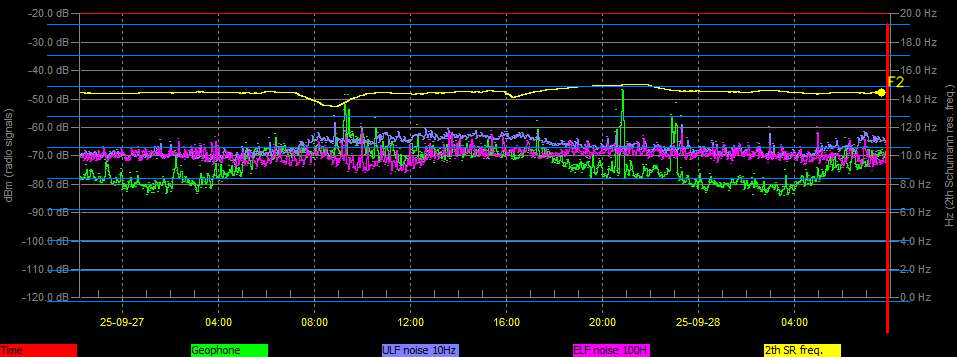 -20.0 dB 20.0 Hz
-30.0 dB 18.0 Hz
-40.0 dB 16.0 Hz
F2
-50.0 dB 14.0 Hz
-60.0 dB 12.0 Hz
-70.0 dB 10.0 Hz
-80.0 dB 8.0 Hz
-90.0 dB 6.0 Hz
-100.0 dB 4.0 Hz
-110.0 dB 2.0 Hz
-120.0 dB 0.0 Hz
dBm (radio signals)
Hz (2th Schumann res. freq.)
25-09-27 04:00 08:00 12:00 16:00 20:00 25-09-28 04:00
Time Geophone ULF noise 10Hz ELF noise 100H 2th SR freq.